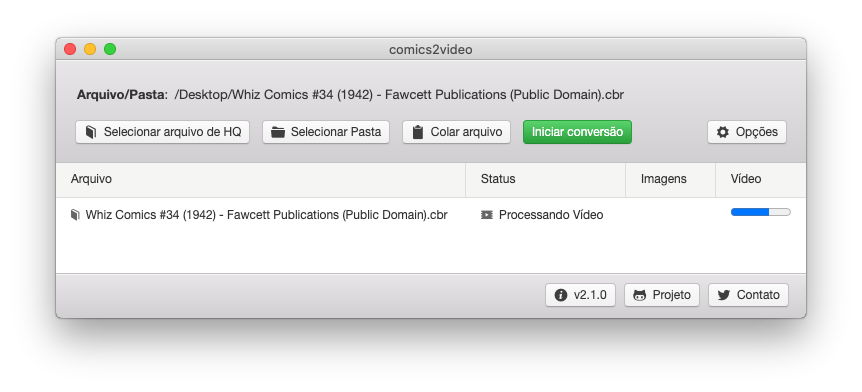 comics2video
Arquivo/Pasta: /Desktop/Whiz Comics #34 (1942) - Fawcett Publications (Public Domain).cbr
Selecionar arquivo de HQ Selecionar Pasta Colar arquivo Iniciar conversão Opções
Arquivo Status Imagens Vídeo
Whiz Comics #34 (1942) - Fawcett Publications (Public Domain).cbr Processando Vídeo
v2.1.0 Projeto Contato